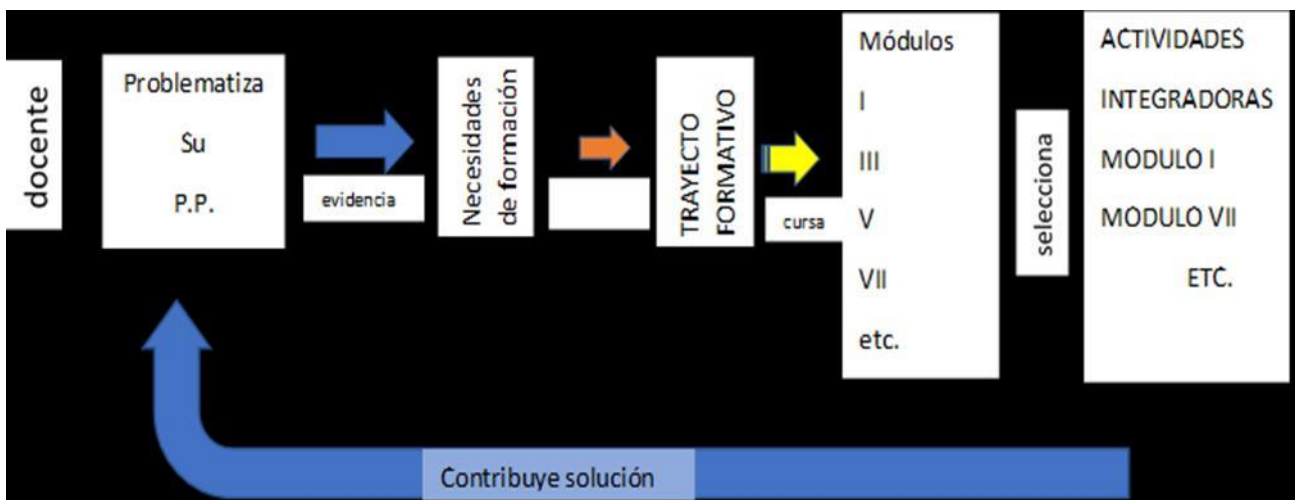 docente
Problematiza
Su
P.P.
evidencia
Necesidades
de formación
TRAYECTO
FORMATIVO
cursa
Módulos
I
III
V
VII
etc.
selecciona
ACTIVIDADES
INTEGRADORAS
MODULO I
MODULO VII
ETC.
Contribuye solución